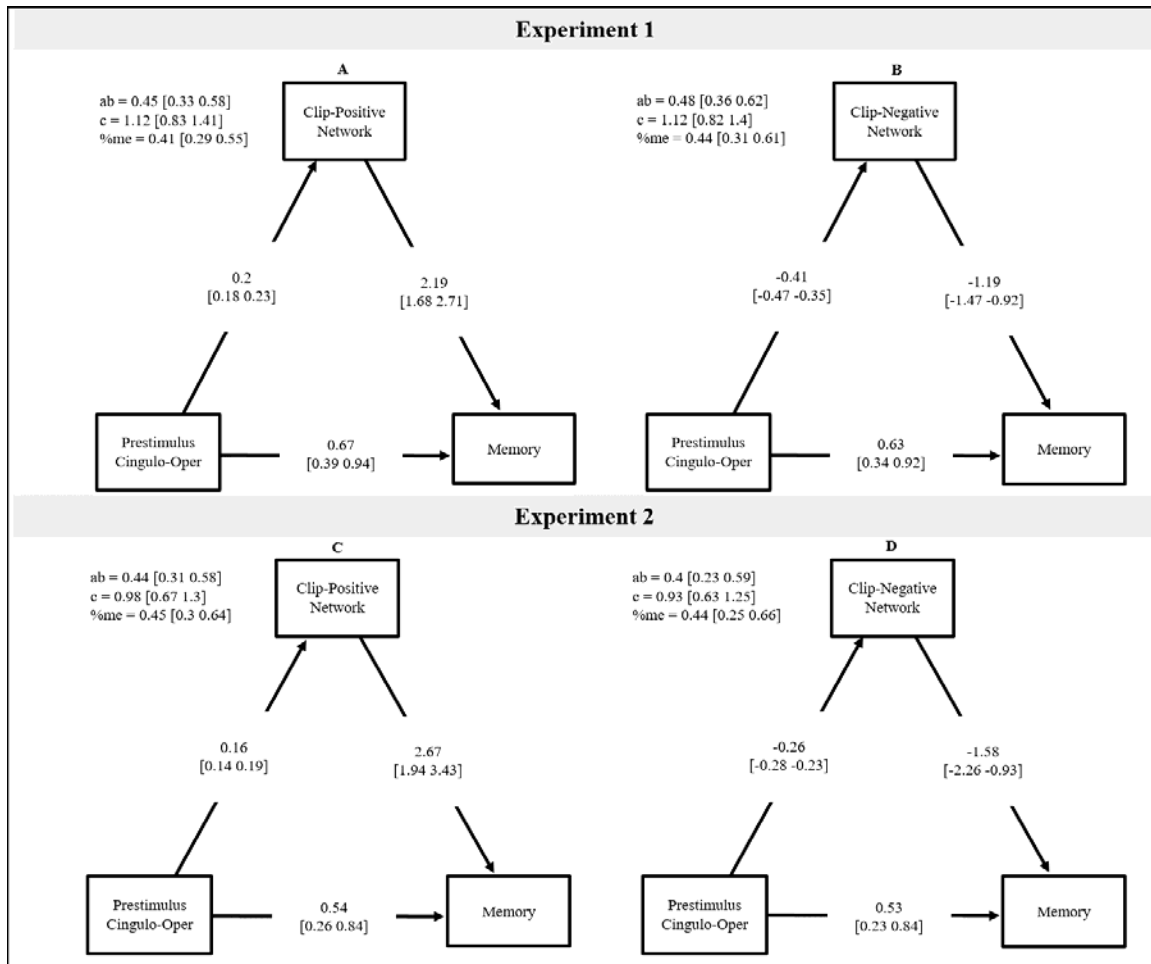 Experiment 1
A
ab = 0.45 [0.33 0.58]
c = 1.12 [0.83 1.41]
%me = 0.41 [0.29 0.55]
Clip-Positive
Network
0.2
[0.18 0.23]
2.19
[1.68 2.71]
Prestimulus
Cingulo-Oper
0.67
[0.39 0.94]
Memory
B
ab = 0.48 [0.36 0.62]
c = 1.12 [0.82 1.4]
%me = 0.44 [0.31 0.61]
Clip-Negative
Network
-0.41
[-0.47 -0.35]
-1.19
[-1.47 -0.92]
Prestimulus
Cingulo-Oper
0.63
[0.34 0.92]
Memory
Experiment 2
C
ab = 0.44 [0.31 0.58]
c = 0.98 [0.67 1.3]
%me = 0.45 [0.3 0.64]
Clip-Positive
Network
0.16
[0.14 0.19]
2.67
[1.94 3.43]
Prestimulus
Cingulo-Oper
0.54
[0.26 0.84]
Memory
D
ab = 0.4 [0.23 0.59]
c = 0.93 [0.63 1.25]
%me = 0.44 [0.25 0.66]
Clip-Negative
Network
-0.26
[-0.28 -0.23]
-1.58
[-2.26 -0.93]
Prestimulus
Cingulo-Oper
0.53
[0.23 0.84]
Memory